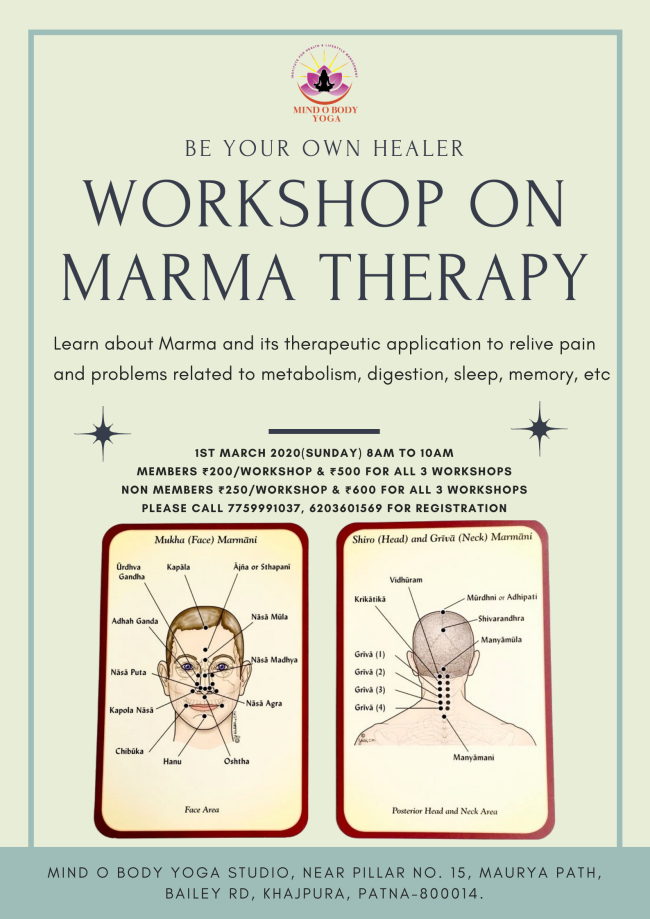 INSTITUTE FOR HEALTH & LIFESTYLE MANAGEMENT
MIND O BODY
YOGA
BE YOUR OWN HEALER
WORKSHOP ON
MARMA THERAPY
Learn about Marma and its therapeutic application to relive pain
and problems related to metabolism, digestion, sleep, memory, etc
1ST MARCH 2020(SUNDAY) 8AM TO 10AM
MEMBERS ₹200/WORKSHOP & ₹500 FOR ALL 3 WORKSHOPS
NON MEMBERS ₹250/WORKSHOP & ₹600 FOR ALL 3 WORKSHOPS
PLEASE CALL 7759991037, 6203601569 FOR REGISTRATION
Mukha (Face) Marmāni
Ūrdhva
Gandha
Kapāla
Ājña or Sthapanī
Adhah Ganda
Nāsā Mūla
Nāsā Madhya
Nāsā Puta
Kapola Nāsā
Nāsā Agra
Chibūka
Hanu
Oshtha
Face Area
Shiro (Head) and Grīvā (Neck) Marmāni
Vidhūram
Krikātikā
Mūrdhni or Adhipati
Shivarandhra
Manyāmūla
Grīvā (1)
Grīvā (2)
Grīvā (3)
Grīvā (4)
Manyāmani
Posterior Head and Neck Area
MIND O BODY YOGA STUDIO, NEAR PILLAR NO. 15, MAURYA PATH,
BAILEY RD, KHAJPURA, PATNA-800014.